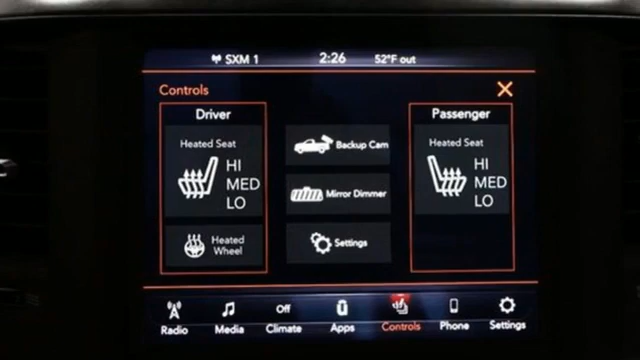 SXM 1 2:26 52°F out
Controls
Driver
Passenger
Heated Seat
HI
MED
LO
Heated
Wheel
Backup Cam
Mirror Dimmer
Settings
Heated Seat
HI
MED
LO
Radio
Media
Off
Climate
Apps
Controls
Phone
Settings